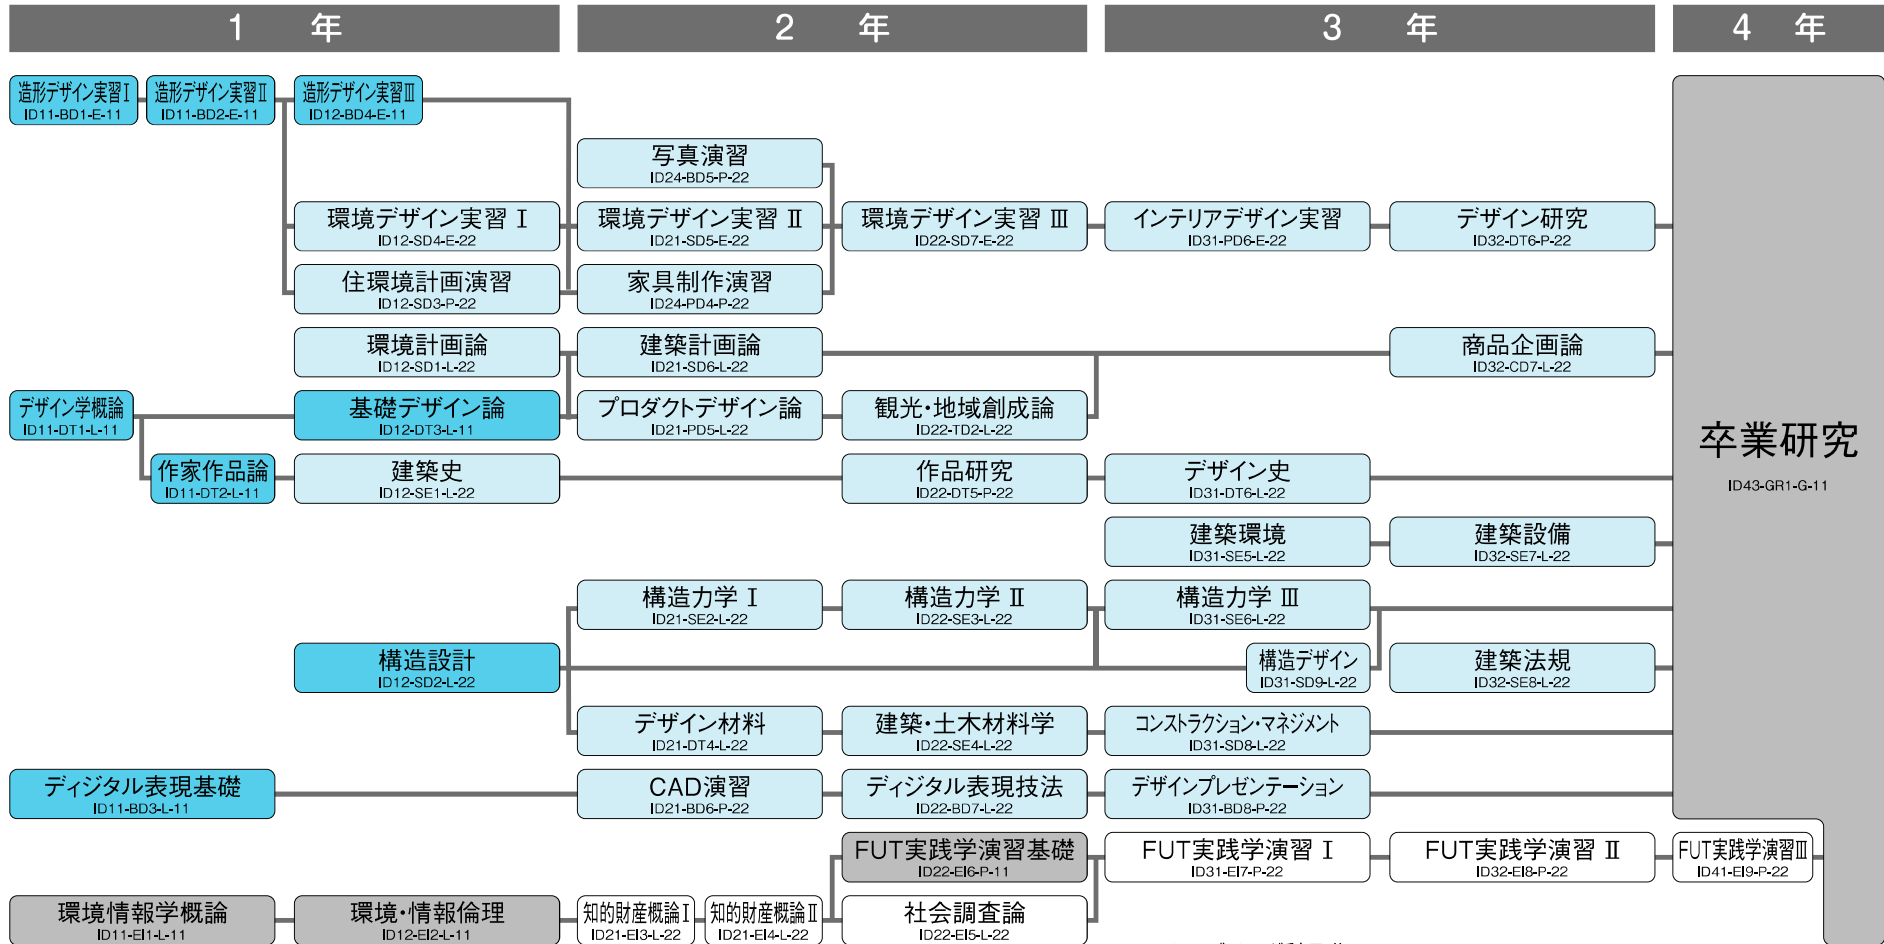 1 年
2 年
3 年
4 年
造形デザイン実習Ⅰ
ID11-BD1-E-11
造形デザイン実習Ⅱ
ID11-BD2-E-11
造形デザイン実習Ⅲ
ID12-BD4-E-11
写真演習
ID24-BD5-P-22
環境デザイン実習 Ⅰ
ID12-SD4-E-22
環境デザイン実習 Ⅱ
ID21-SD5-E-22
環境デザイン実習 Ⅲ
ID22-SD7-E-22
インテリアデザイン実習
ID31-PD6-E-22
デザイン研究
ID32-DT6-P-22
住環境計画演習
ID12-SD3-P-22
家具制作演習
ID24-PD4-P-22
環境計画論
ID12-SD1-L-22
建築計画論
ID21-SD6-L-22
商品企画論
ID32-CD7-L-22
デザイン学概論
ID11-DT1-L-11
基礎デザイン論
ID12-DT3-L-11
プロダクトデザイン論
ID21-PD5-L-22
観光・地域創成論
ID22-TD2-L-22
卒業研究
ID43-GR1-G-11
作家作品論
ID11-DT2-L-11
建築史
ID12-SE1-L-22
作品研究
ID22-DT5-P-22
デザイン史
ID31-DT6-L-22
建築環境
ID31-SE5-L-22
建築設備
ID32-SE7-L-22
構造力学 Ⅰ
ID21-SE2-L-22
構造力学 Ⅱ
ID22-SE3-L-22
構造力学 Ⅲ
ID31-SE6-L-22
構造設計
ID12-SD2-L-22
構造デザイン
ID31-SD9-L-22
建築法規
ID32-SE8-L-22
デザイン材料
ID21-DT4-L-22
建築・土木材料学
ID22-SE4-L-22
コンストラクション・マネジメント
ID31-SD8-L-22
ディジタル表現基礎
ID11-BD3-L-11
CAD演習
ID21-BD6-P-22
ディジタル表現技法
ID22-BD7-L-22
デザインプレゼンテーション
ID31-BD8-P-22
FUT実践学演習基礎
ID22-EI6-P-11
FUT実践学演習 Ⅰ
ID31-EI7-P-22
FUT実践学演習 Ⅱ
ID32-EI8-P-22
FUT実践学演習Ⅲ
ID41-EI9-P-22
環境情報学概論
ID11-EI1-L-11
環境・情報倫理
ID12-EI2-L-11
知的財産概論Ⅰ
ID21-EI3-L-22
知的財産概論Ⅱ
ID21-EI4-L-22
社会調査論
ID22-EI5-L-22